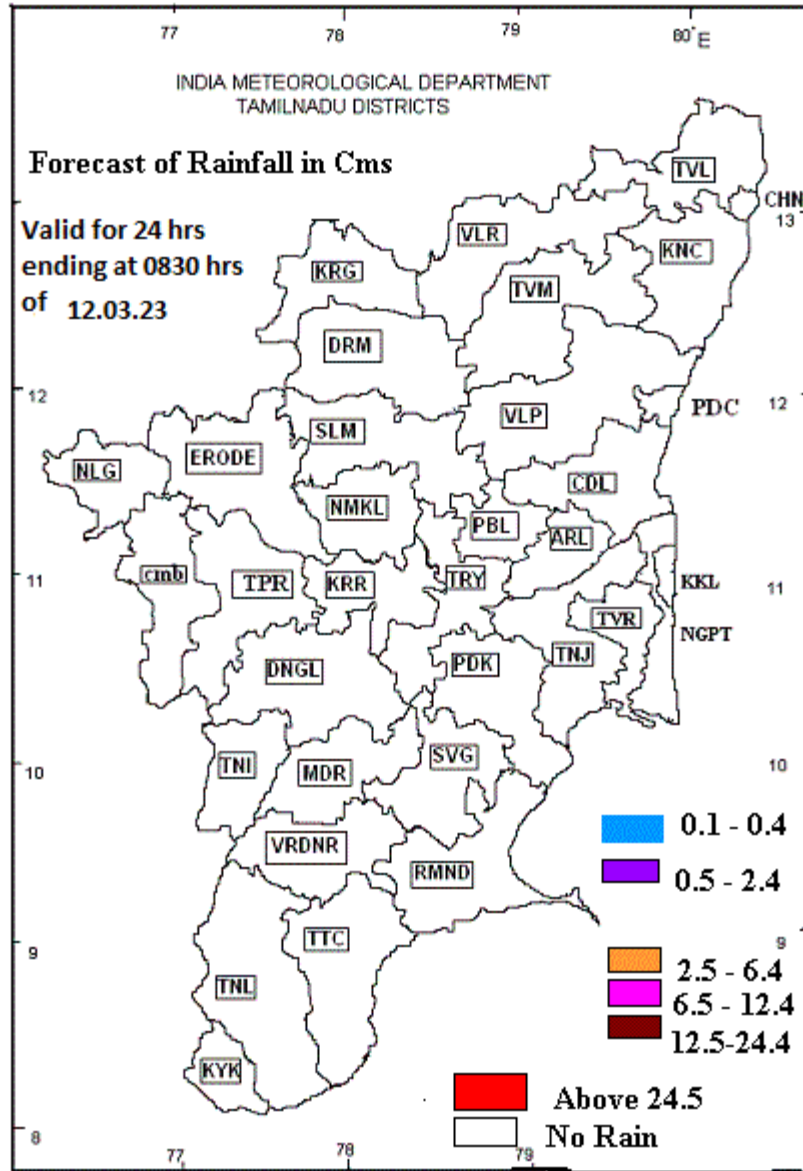 77 78 79 80°E
INDIA METEOROLOGICAL DEPARTMENT
TAMILNADU DISTRICTS
Forecast of Rainfall in Cms
TVL
CHN
13
Valid for 24 hrs
ending at 0830 hrs
of 12.03.23
VLR
KNC
KRG
TVM
DRM
12
12
PDC
VLP
SLM
ERODE
NLG
CDL
NMKL
PBL
ARL
cmb
11
TPR
KRR
TRY
KKL
11
TVR
NGPT
TNJ
PDK
DNGL
10
TNI
MDR
SVG
10
0.1 - 0.4
VRDNR
RMND
0.5 - 2.4
9
TTC
9
2.5 - 6.4
TNL
6.5 - 12.4
12.5-24.4
KYK
Above 24.5
No Rain
8
77 78 79